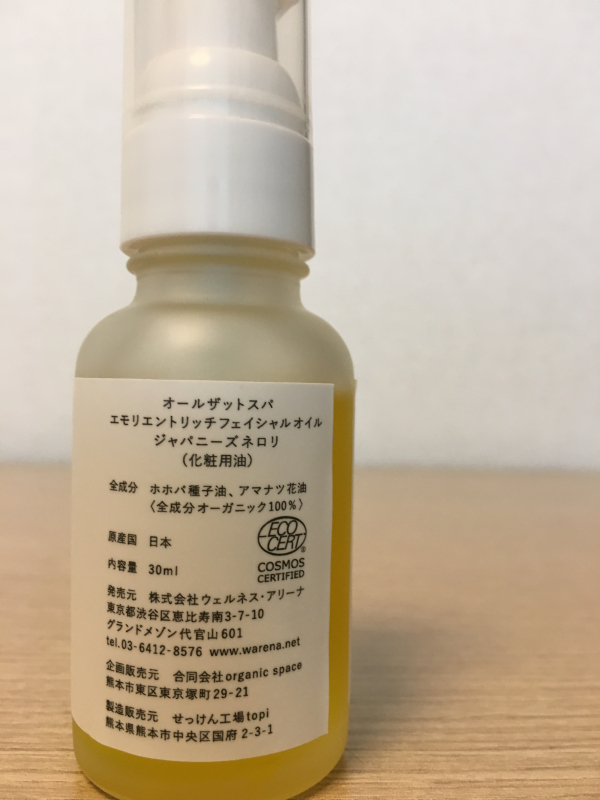 オールザットスパ
エモリエントリッチフェイシャルオイル
ジャパニーズネロリ
(化粧用油)
全成分 ホホバ種子油、アマナツ花油
〈全成分オーガニック100%〉
原産国 日本
内容量 30ml
ECO
CERT®
COSMOS
CERTIFIED
発売元 株式会社ウェルネス・アリーナ
東京都渋谷区恵比寿南3-7-10
グランドメゾン代官山601
tel.03-6412-8576 www.warena.net
企画販売元 合同会社organic space
熊本市東区東京塚町29-21
製造販売元 せっけん工場topi
熊本県熊本市中央区国府2-3-1